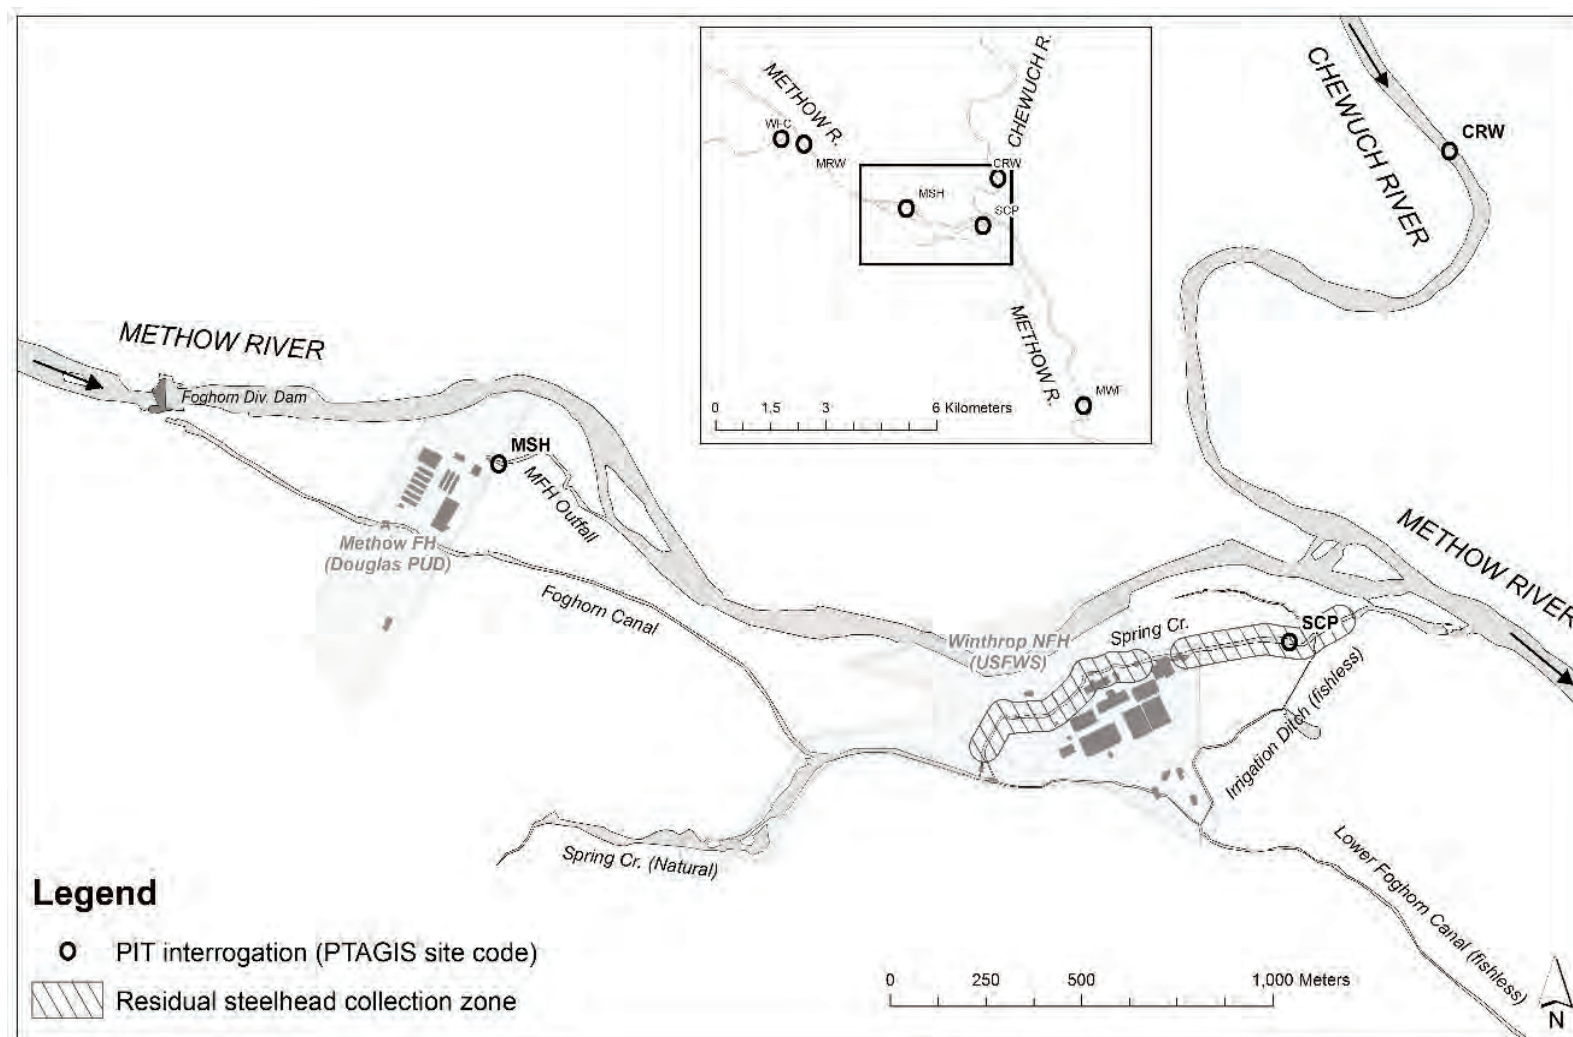 METHOW R.
CHEWUCH R.
WFC
MRW
CRW
MSH
SCP
METHOW R.
MWF
0 1.5 3 6 Kilometers
CHEWUCH RIVER
CRW
METHOW RIVER
Foghorn Div. Dam
MSH
MFH Outfall
Methow FH
(Douglas PUD)
Foghorn Canal
METHOW RIVER
Winthrop NFH
(USFWS)
Spring Cr.
SCP
Irrigation Ditch (fishless)
Spring Cr. (Natural)
Lower Foghorn Canal (fishless)
Legend
PIT interrogation (PTAGIS site code)
Residual steelhead collection zone
0 250 500 1,000 Meters
N